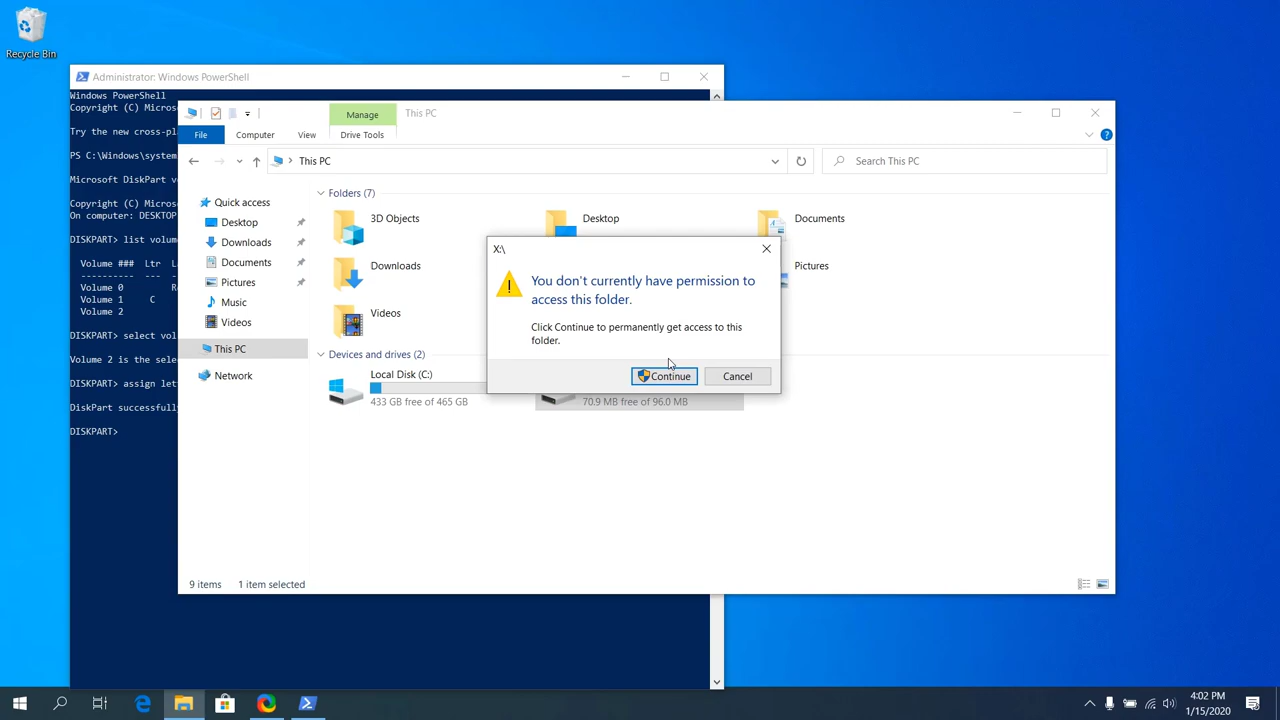 Recycle Bin
Administrator: Windows PowerShell
Windows PowerShell
Copyright (C) Micros
Try the new cross-pl
PS C:\Windows\system
Microsoft DiskPart v
Copyright (C) Micros
On computer: DESKTOP
DISKPART> list volum
Volume ### Ltr L
---------- ---
Volume 0 R
Volume 1 C
Volume 2
DISKPART> select vol
Volume 2 is the sele
DISKPART> assign let
DiskPart successfull
DISKPART>
Manage
This PC
File
Computer
View
Drive Tools
This PC
Search This PC
Quick access
Desktop
Downloads
Documents
Pictures
Music
Videos
This PC
Network
Folders (7)
3D Objects
Desktop
Documents
Downloads
Pictures
Videos
Devices and drives (2)
Local Disk (C:)
433 GB free of 465 GB
70.9 MB free of 96.0 MB
X:\
You don't currently have permission to
access this folder.
Click Continue to permanently get access to this
folder.
Continue
Cancel
9 items
1 item selected
4:02 PM
1/15/2020